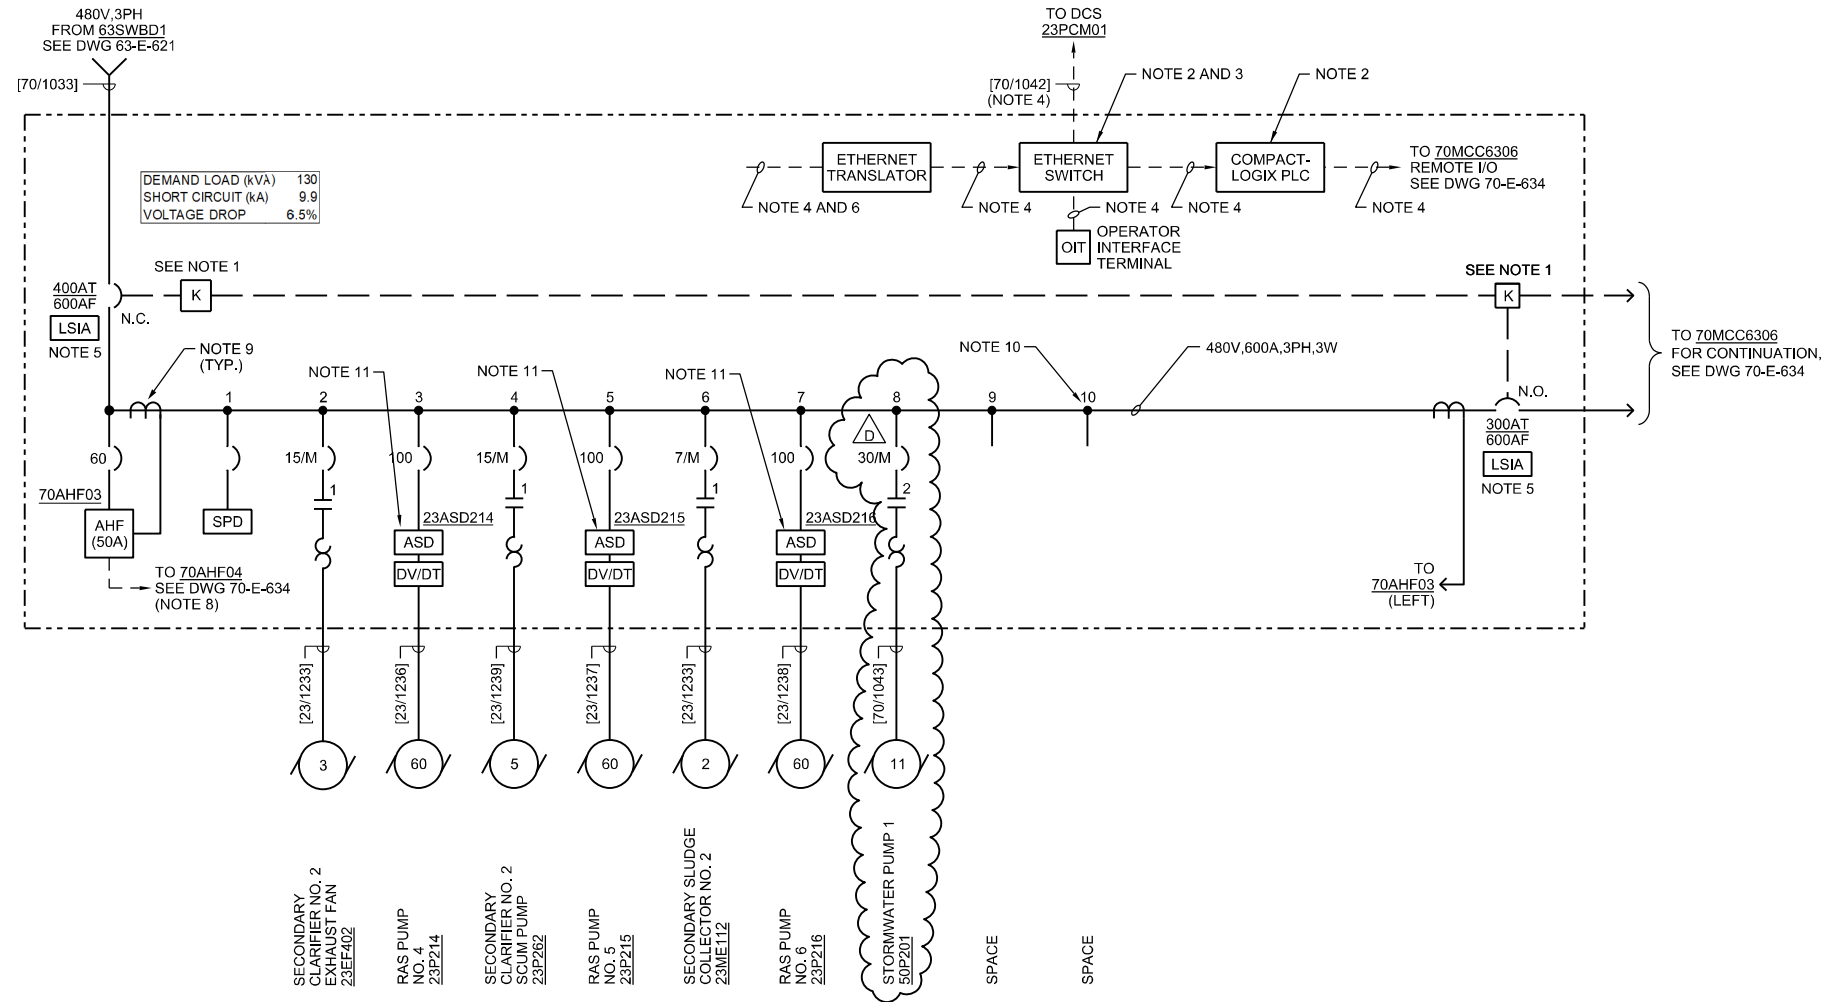 480V,3PH
FROM 63SWBD1
SEE DWG 63-E-621
[70/1033]
TO DCS
23PCM01
[70/1042]
(NOTE 4)
NOTE 2 AND 3
NOTE 2
ETHERNET
TRANSLATOR
ETHERNET
SWITCH
COMPACT-
LOGIX PLC
TO 70MCC6306
REMOTE I/O
SEE DWG 70-E-634
NOTE 4 AND 6
NOTE 4
NOTE 4
NOTE 4
NOTE 4
OIT
OPERATOR
INTERFACE
TERMINAL
DEMAND LOAD (kVA) 130
SHORT CIRCUIT (kA) 9.9
VOLTAGE DROP 6.5%
SEE NOTE 1
K
400AT
600AF
N.C.
LSIA
NOTE 5
SEE NOTE 1
K
TO 70MCC6306
FOR CONTINUATION,
SEE DWG 70-E-634
N.O.
300AT
600AF
LSIA
NOTE 5
NOTE 9
(TYP.)
NOTE 11
NOTE 11
NOTE 11
NOTE 10
480V,600A,3PH,3W
1
2
3
4
5
6
7
8
9
10
D
60
15/M
100
15/M
100
7/M
100
30/M
1
1
1
2
70AHF03
AHF
(50A)
SPD
23ASD214
ASD
DV/DT
23ASD215
ASD
DV/DT
23ASD216
ASD
DV/DT
TO 70AHF04
SEE DWG 70-E-634
(NOTE 8)
TO
70AHF03
(LEFT)
[23/1233]
[23/1236]
[23/1239]
[23/1237]
[23/1233]
[23/1238]
[70/1043]
3
60
5
60
2
60
11
SECONDARY
CLARIFIER NO. 2
EXHAUST FAN
23EF402
RAS PUMP
NO. 4
23P214
SECONDARY
CLARIFIER NO. 2
SCUM PUMP
23P262
RAS PUMP
NO. 5
23P215
SECONDARY SLUDGE
COLLECTOR NO. 2
23ME112
RAS PUMP
NO. 6
23P216
STORMWATER PUMP 1
50P201
SPACE
SPACE